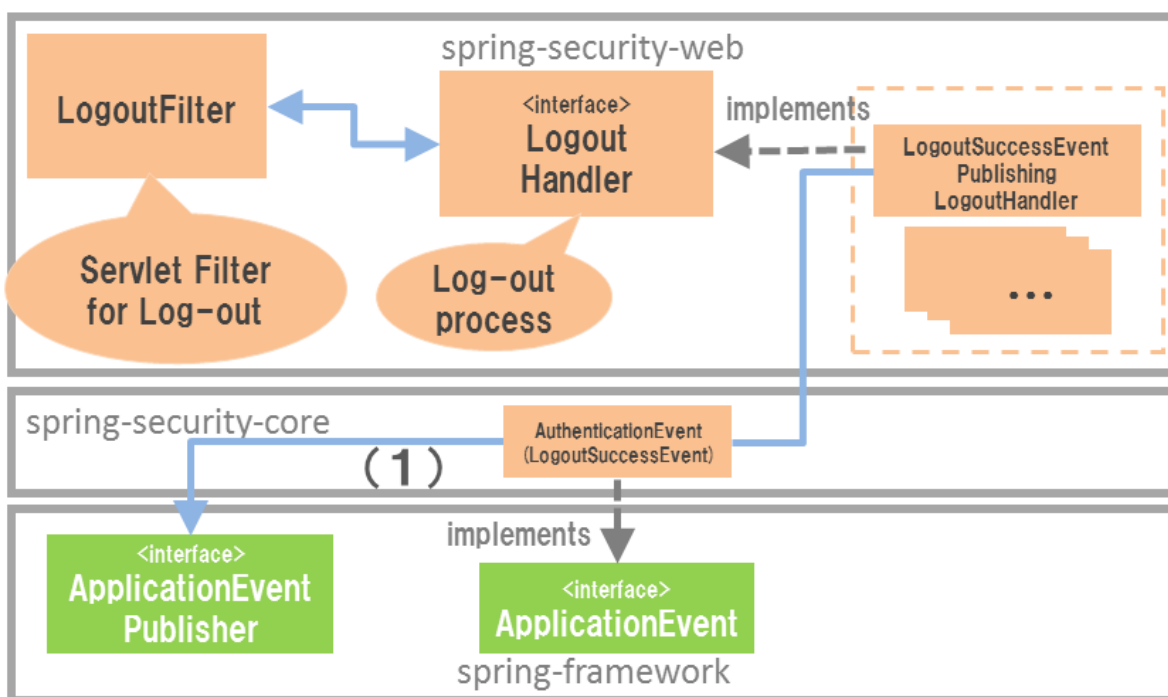 spring-security-web
LogoutFilter
<interface>
Logout
Handler
implements
LogoutSuccessEvent
Publishing
LogoutHandler
Servlet Filter
for Log-out
Log-out
process
...
spring-security-core
AuthenticationEvent
(LogoutSuccessEvent)
(1)
implements
<interface>
ApplicationEvent
Publisher
<interface>
ApplicationEvent
spring-framework